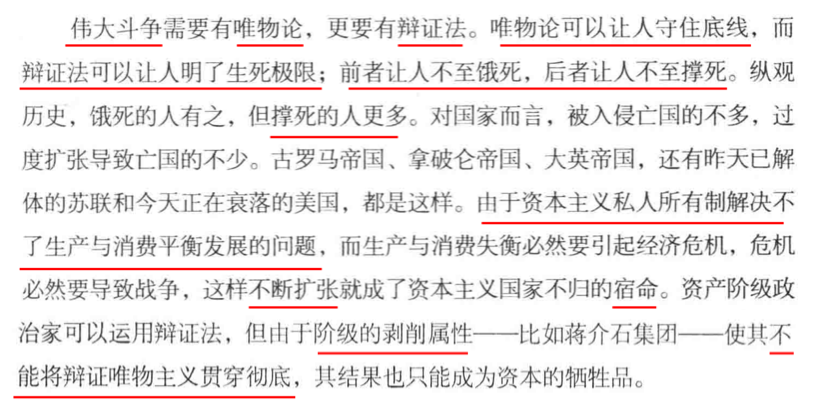 伟大斗争需要有唯物论，更要有辩证法。唯物论可以让人守住底线，而
辩证法可以让人明了生死极限；前者让人不至饿死，后者让人不至撑死。纵观
历史，饿死的人有之，但撑死的人更多。对国家而言，被入侵亡国的不多，过
度扩张导致亡国的不少。古罗马帝国、拿破仑帝国、大英帝国，还有昨天已解
体的苏联和今天正在衰落的美国，都是这样。由于资本主义私人所有制解决不
了生产与消费平衡发展的问题，而生产与消费失衡必然要引起经济危机，危机
必然要导致战争，这样不断扩张就成了资本主义国家不归的宿命。资产阶级政
治家可以运用辩证法，但由于阶级的剥削属性——比如蒋介石集团——使其不
能将辩证唯物主义贯穿彻底，其结果也只能成为资本的牺牲品。